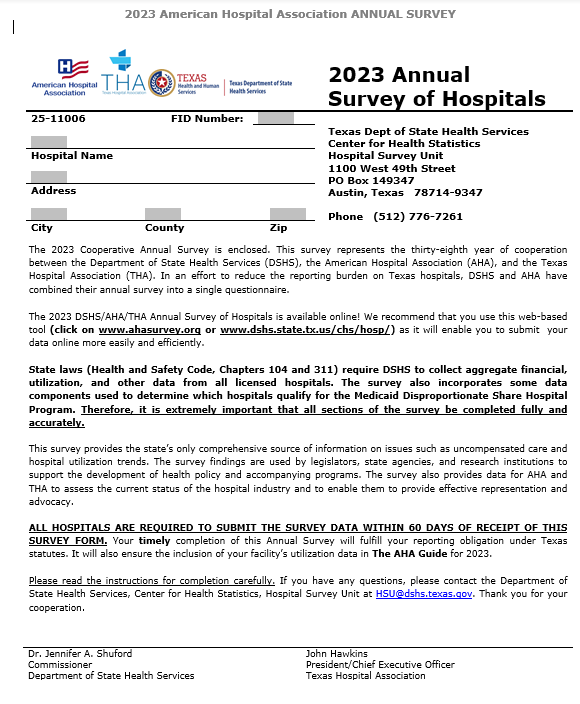 2023 American Hospital Association ANNUAL SURVEY
H
American Hospital
Association
THA
Texas Hospital Association
TEXAS
Health and Human
Services
Texas Department of State
Health Services
2023 Annual
Survey of Hospitals
25-11006 FID Number:
Hospital Name
Address
City County Zip
Texas Dept of State Health Services
Center for Health Statistics
Hospital Survey Unit
1100 West 49th Street
PO Box 149347
Austin, Texas 78714-9347
Phone (512) 776-7261
The 2023 Cooperative Annual Survey is enclosed. This survey represents the thirty-eighth year of cooperation
between the Department of State Health Services (DSHS), the American Hospital Association (AHA), and the Texas
Hospital Association (THA). In an effort to reduce the reporting burden on Texas hospitals, DSHS and AHA have
combined their annual survey into a single questionnaire.
The 2023 DSHS/AHA/THA Annual Survey of Hospitals is available online! We recommend that you use this web-based
tool (click on www.ahasurvey.org or www.dshs.state.tx.us/chs/hosp/) as it will enable you to submit your
data online more easily and efficiently.
State laws (Health and Safety Code, Chapters 104 and 311) require DSHS to collect aggregate financial,
utilization, and other data from all licensed hospitals. The survey also incorporates some data
components used to determine which hospitals qualify for the Medicaid Disproportionate Share Hospital
Program. Therefore, it is extremely important that all sections of the survey be completed fully and
accurately.
This survey provides the state's only comprehensive source of information on issues such as uncompensated care and
hospital utilization trends. The survey findings are used by legislators, state agencies, and research institutions to
support the development of health policy and accompanying programs. The survey also provides data for AHA and
THA to assess the current status of the hospital industry and to enable them to provide effective representation and
advocacy.
ALL HOSPITALS ARE REQUIRED TO SUBMIT THE SURVEY DATA WITHIN 60 DAYS OF RECEIPT OF THIS
SURVEY FORM. Your timely completion of this Annual Survey will fulfill your reporting obligation under Texas
statutes. It will also ensure the inclusion of your facility's utilization data in The AHA Guide for 2023.
Please read the instructions for completion carefully. If you have any questions, please contact the Department of
State Health Services, Center for Health Statistics, Hospital Survey Unit at HSU@dshs.texas.gov. Thank you for your
cooperation.
Dr. Jennifer A. Shuford
Commissioner
Department of State Health Services
John Hawkins
President/Chief Executive Officer
Texas Hospital Association